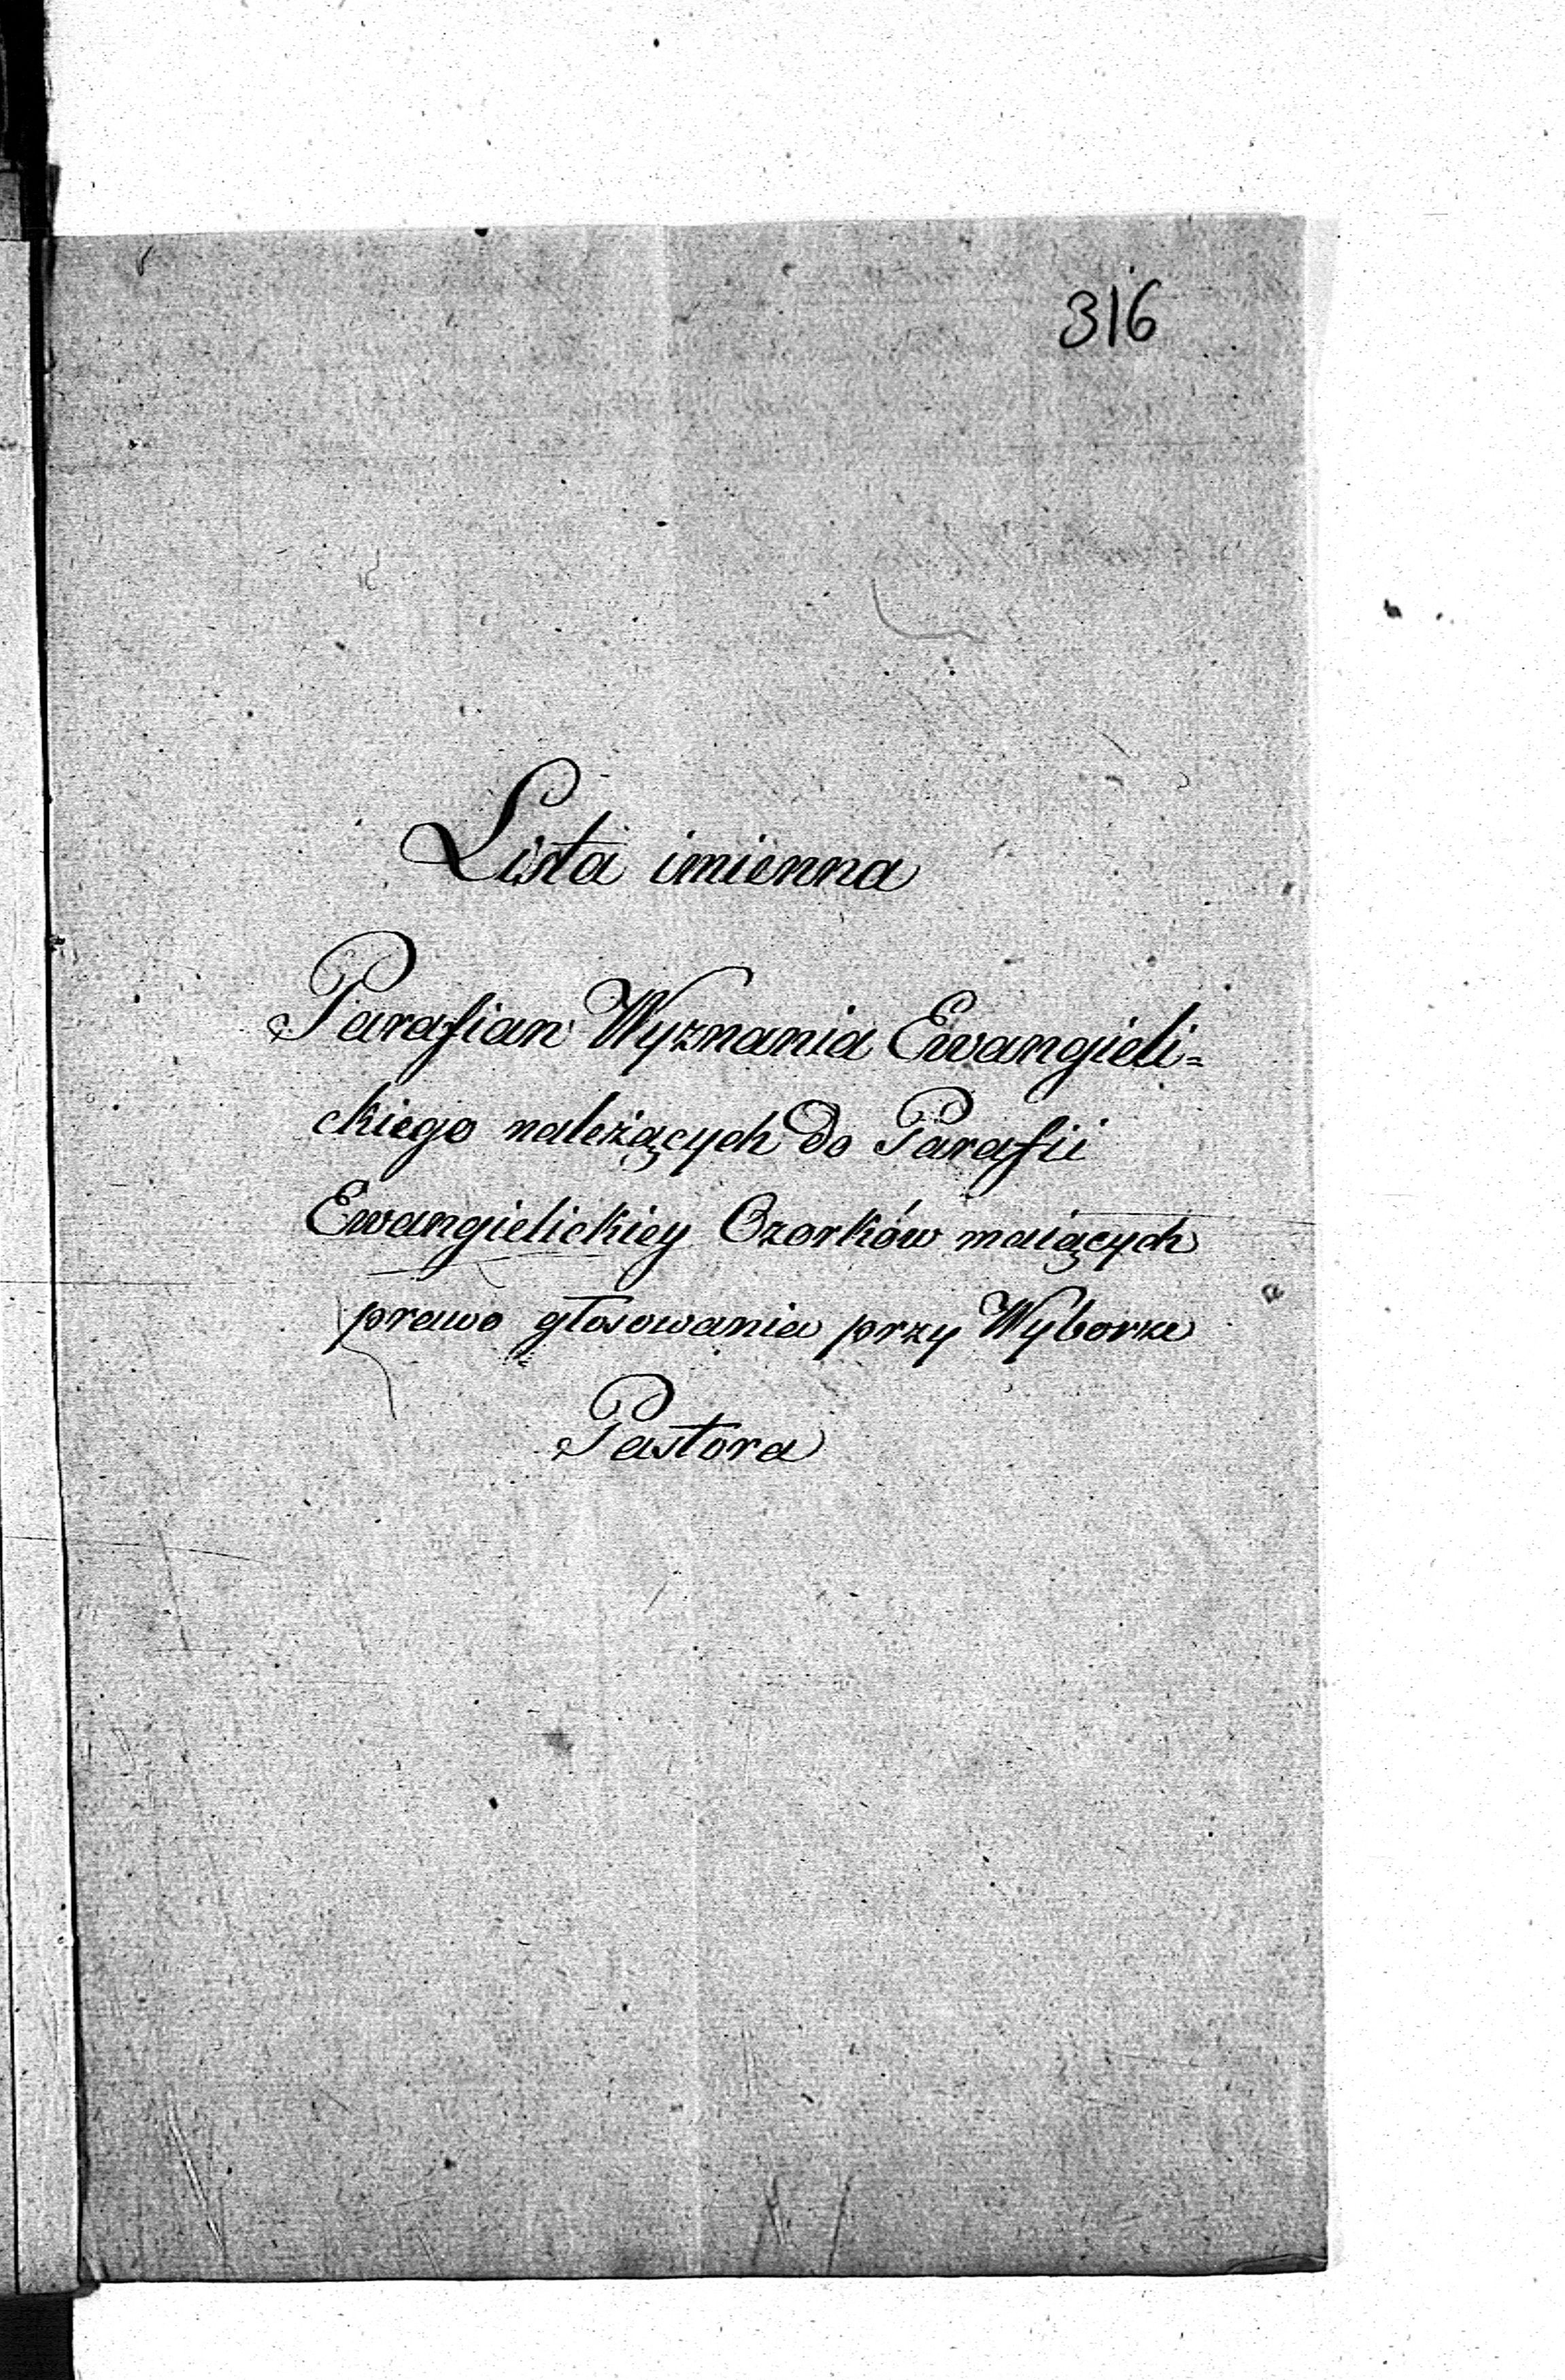 316
Lista imienna
Parafian Wyznania Ewangieli=
ckiego należących do Parafii
Ewangielickiey Ozorków maiących
prawo głosowania przy Wyborze
Pastora